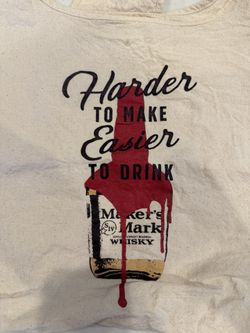 Harder
TO MAKE
Easier
TO DRINK
Maker's
Mark
WHISKY